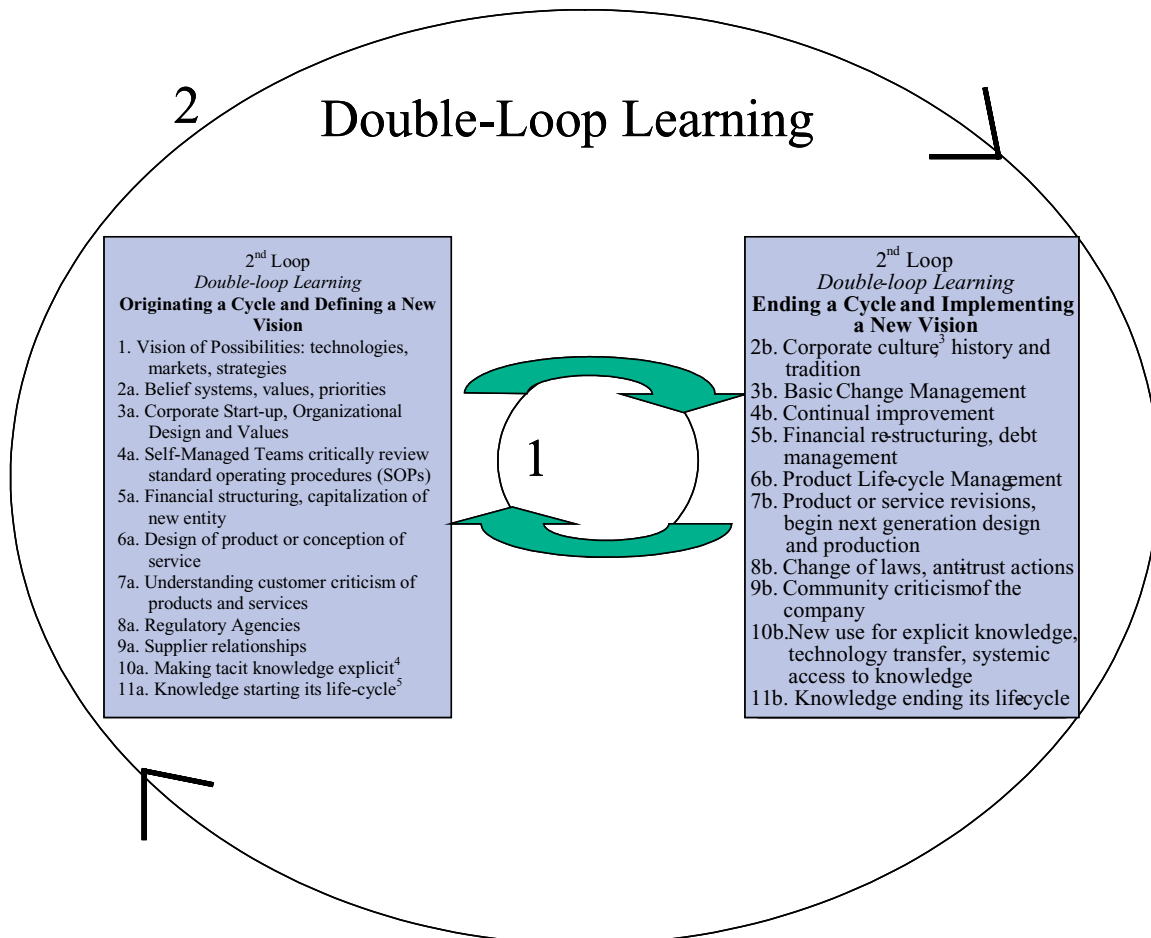 2
Double-Loop Learning
2nd Loop
Double-loop Learning
Originating a Cycle and Defining a New
Vision
1. Vision of Possibilities: technologies,
markets, strategies
2a. Belief systems, values, priorities
3a. Corporate Start-up, Organizational
Design and Values
4a. Self-Managed Teams critically review
standard operating procedures (SOPs)
5a. Financial structuring, capitalization of
new entity
6a. Design of product or conception of
service
7a. Understanding customer criticism of
products and services
8a. Regulatory Agencies
9a. Supplier relationships
10a. Making tacit knowledge explicit4
11a. Knowledge starting its life-cycle5
1
2nd Loop
Double-loop Learning
Ending a Cycle and Implementing
a New Vision
2b. Corporate culture,3 history and
tradition
3b. Basic Change Management
4b. Continual improvement
5b. Financial re-structuring, debt
management
6b. Product Life-cycle Management
7b. Product or service revisions,
begin next generation design
and production
8b. Change of laws, anti-trust actions
9b. Community criticism of the
company
10b. New use for explicit knowledge,
technology transfer, systemic
access to knowledge
11b. Knowledge ending its life-cycle